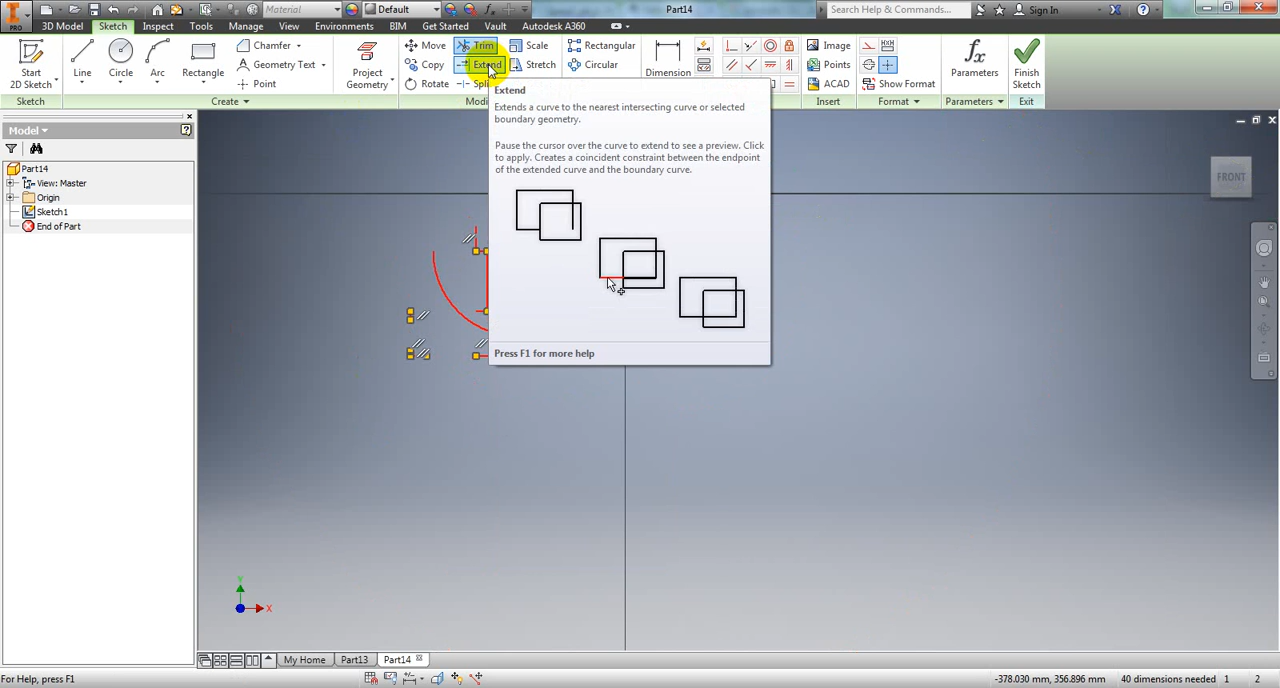 Material
Default
Part14
Search Help & Commands...
Sign In
PRO
3D Model
Sketch
Inspect
Tools
Manage
View
Environments
BIM
Get Started
Vault
Autodesk A360
Start
2D Sketch
Line
Circle
Arc
Rectangle
Chamfer
Geometry Text
Point
Project
Geometry
Move
Copy
Rotate
Trim
Extend
Scale
Stretch
Rectangular
Circular
Dimension
Image
Points
ACAD
Show Format
Parameters
Finish
Sketch
Sketch
Create
Insert
Format
Parameters
Exit
Extend
Extends a curve to the nearest intersecting curve or selected
boundary geometry.
Pause the cursor over the curve to extend to see a preview. Click
to apply. Creates a coincident constraint between the endpoint
of the extended curve and the boundary curve.
Press F1 for more help
Model
Part14
View: Master
Origin
Sketch1
End of Part
FRONT
Y
X
My Home
Part13
Part14
For Help, press F1
-378.030 mm, 356.896 mm
40 dimensions needed
1
2